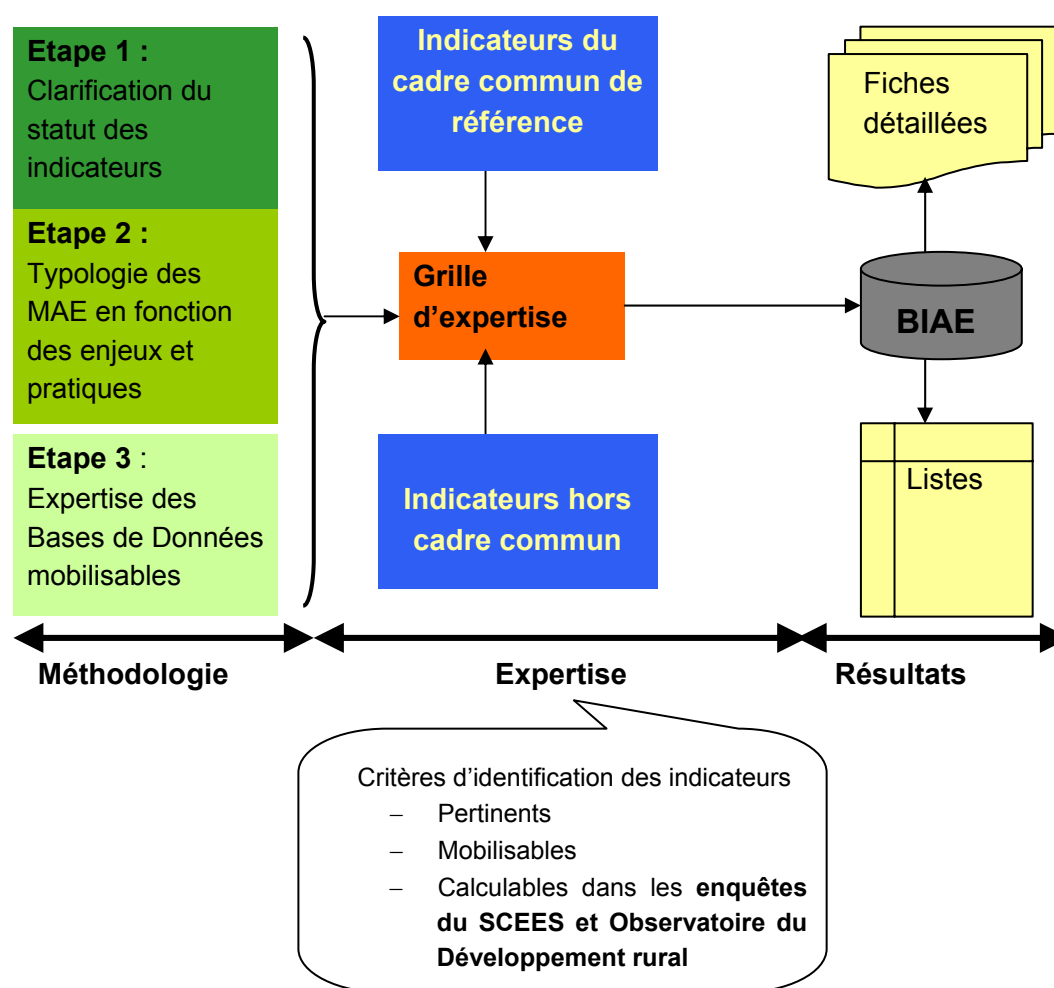 Etape 1 :
Clarification du
statut des
indicateurs
Etape 2 :
Typologie des
MAE en fonction
des enjeux et
pratiques
Etape 3 :
Expertise des
Bases de Données
mobilisables
Indicateurs du
cadre commun de
référence
Grille
d’expertise
Indicateurs hors
cadre commun
Fiches
détaillées
BIAE
Listes
Méthodologie
Expertise
Résultats
Critères d’identification des indicateurs
– Pertinents
– Mobilisables
– Calculables dans les enquêtes
du SCEES et Observatoire du
Développement rural